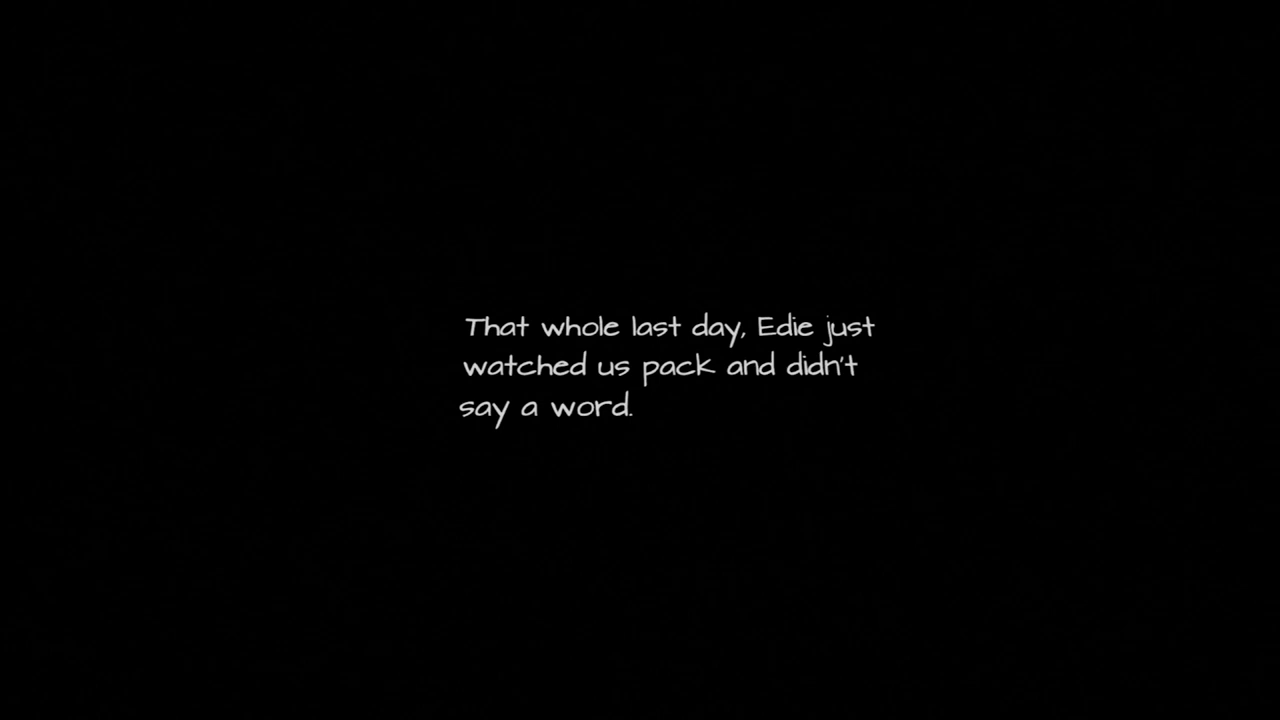 That whole last day, Edie just
watched us pack and didn't
say a word.